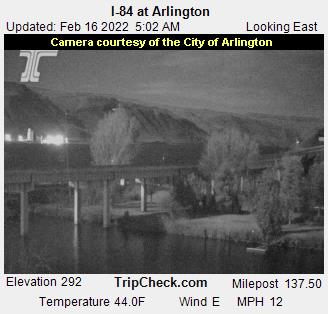 I-84 at Arlington
Updated: Feb 16 2022 5:02 AM Looking East
Camera courtesy of the City of Arlington
Elevation 292 TripCheck.com Milepost 137.50
Temperature 44.0F Wind E MPH 12